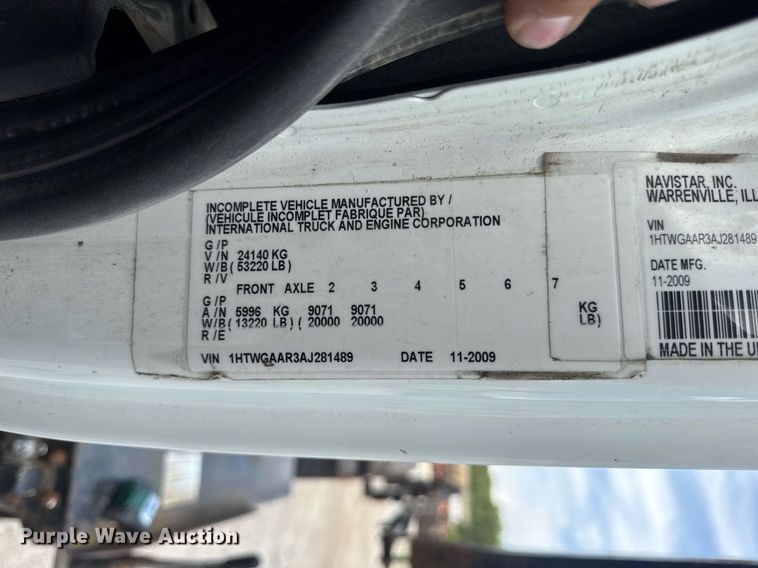 INCOMPLETE VEHICLE MANUFACTURED BY /
(VEHICULE INCOMPLET FABRIQUE PAR)
INTERNATIONAL TRUCK AND ENGINE CORPORATION
G /P
V /N 24140 KG
W/B( 53220 LB)
R /V
FRONT AXLE 2 3 4 5 6 7
G /P
A /N 5996 KG 9071 9071 KG
W/B( 13220 LB)( 20000 20000 LB)
R /E
VIN 1HTWGAAR3AJ281489 DATE 11-2009
NAVISTAR, INC.
WARRENVILLE, ILL
VIN
1HTWGAAR3AJ281489
DATE MFG.
11-2009
MADE IN THE U
Purple Wave Auction